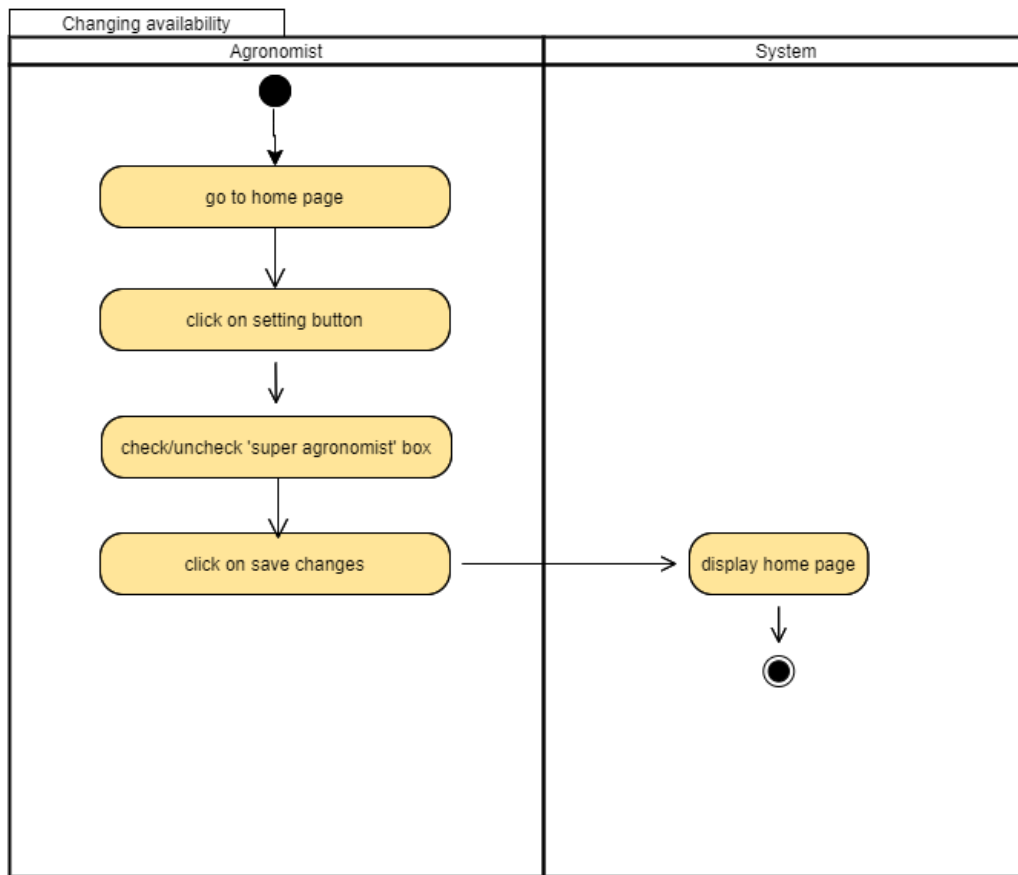 Changing availability
Agronomist
System
go to home page
click on setting button
check/uncheck 'super agronomist' box
click on save changes
display home page